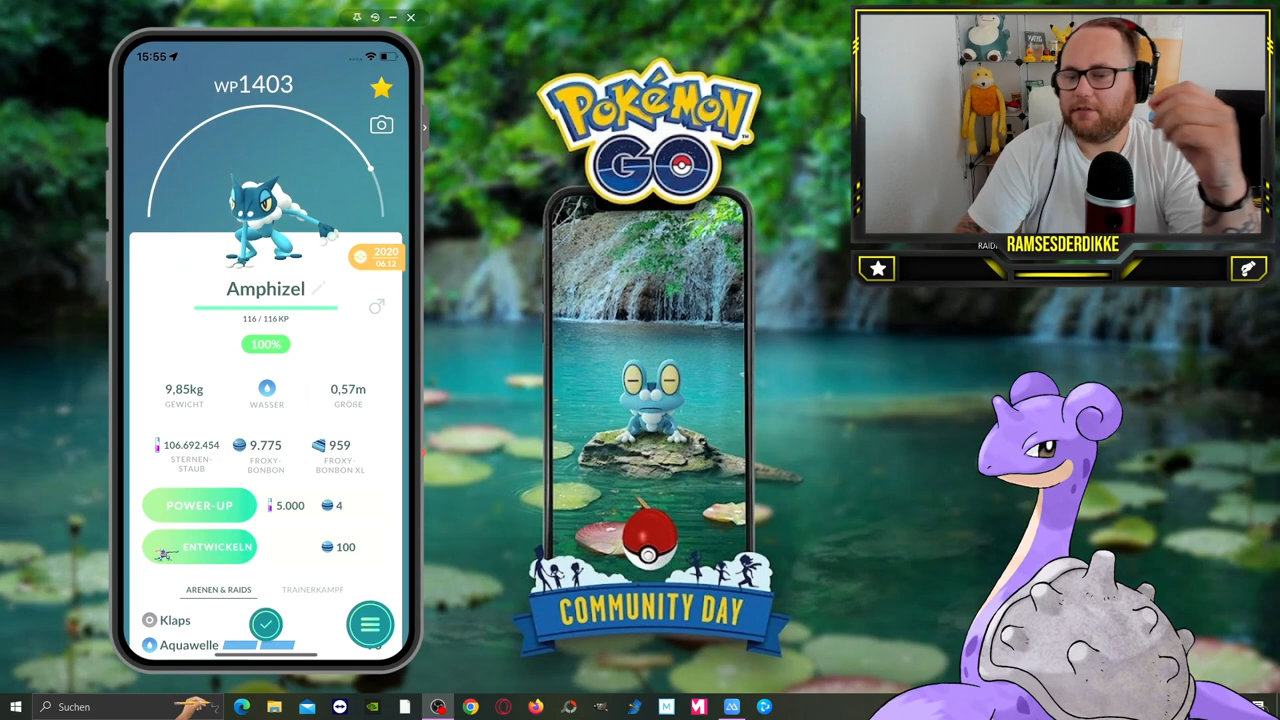 15:55
WP1403
2020
06.12
Amphizel
116 / 116 KP
100%
9,85kg
GEWICHT
WASSER
0,57m
GRÖßE
106.692.454
STERNEN-
STAUB
9.775
FROXY-
BONBON
959
FROXY-
BONBON XL
POWER-UP
5.000
4
ENTWICKELN
100
ARENEN & RAIDS
TRAINERKAMPF
Klaps
Aquawelle
POKéMON
GO
COMMUNITY DAY
RAMSESDERDIKKE
Suchen